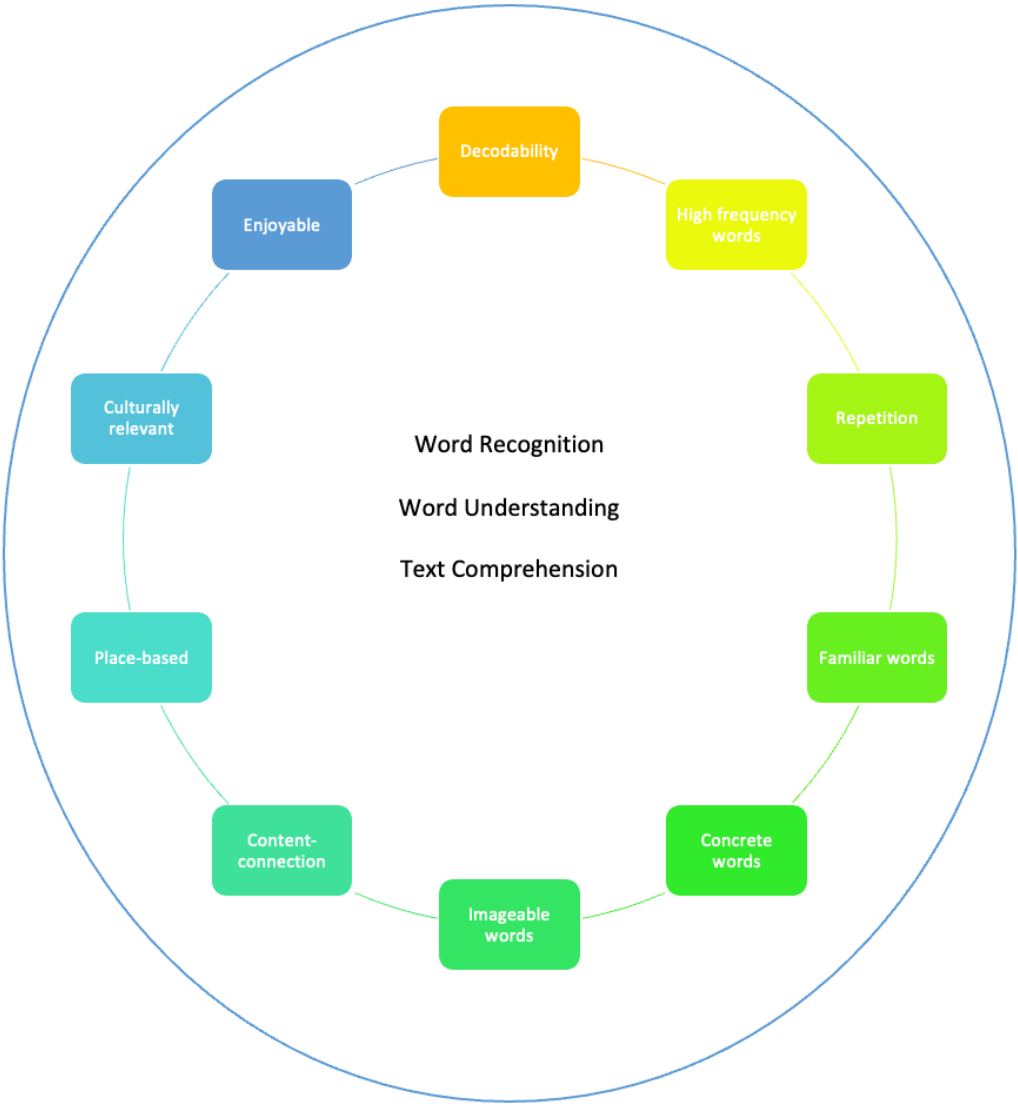 Decodability
High frequency
words
Repetition
Familiar words
Concrete
words
Imageable
words
Content-
connection
Place-based
Culturally
relevant
Enjoyable
Word Recognition
Word Understanding
Text Comprehension